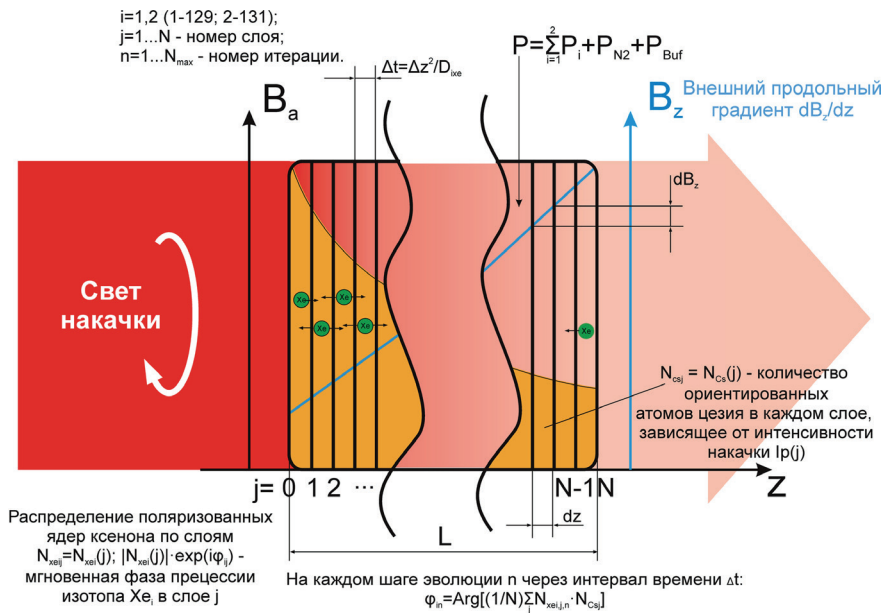 i=1,2 (1-129; 2-131);
j=1...N - номер слоя;
n=1...Nmax - номер итерации.
Δt=Δz²/Dixe
P=∑²i=1Pi+PN2+PBuf
Ba
Bz
Внешний продольный
градиент dBz/dz
dBz
Свет
накачки
Xe
Xe
Xe
Xe
Xe
Ncsj = NCs(j) - количество
ориентированных
атомов цезия в каждом слое,
зависящее от интенсивности
накачки Ip(j)
j= 0 1 2 ... N-1 N
z
dz
L
Распределение поляризованных
ядер ксенона по слоям
Nxeij=Nxei(j); |Nxei(j)|·exp(iφij) -
мгновенная фаза прецессии
изотопа Xei в слое j
На каждом шаге эволюции n через интервал времени Δt:
φin=Arg[(1/N)∑jNxei,j,n·NCsj]